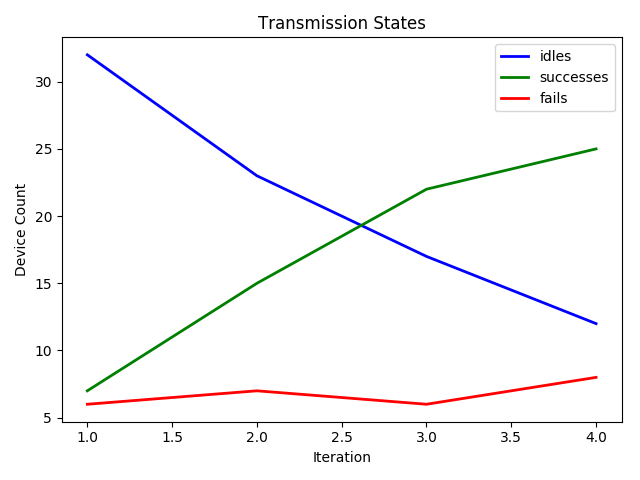 Transmission States
idles
successes
fails
Device Count
30
25
20
15
10
5
1.0 1.5 2.0 2.5 3.0 3.5 4.0
Iteration